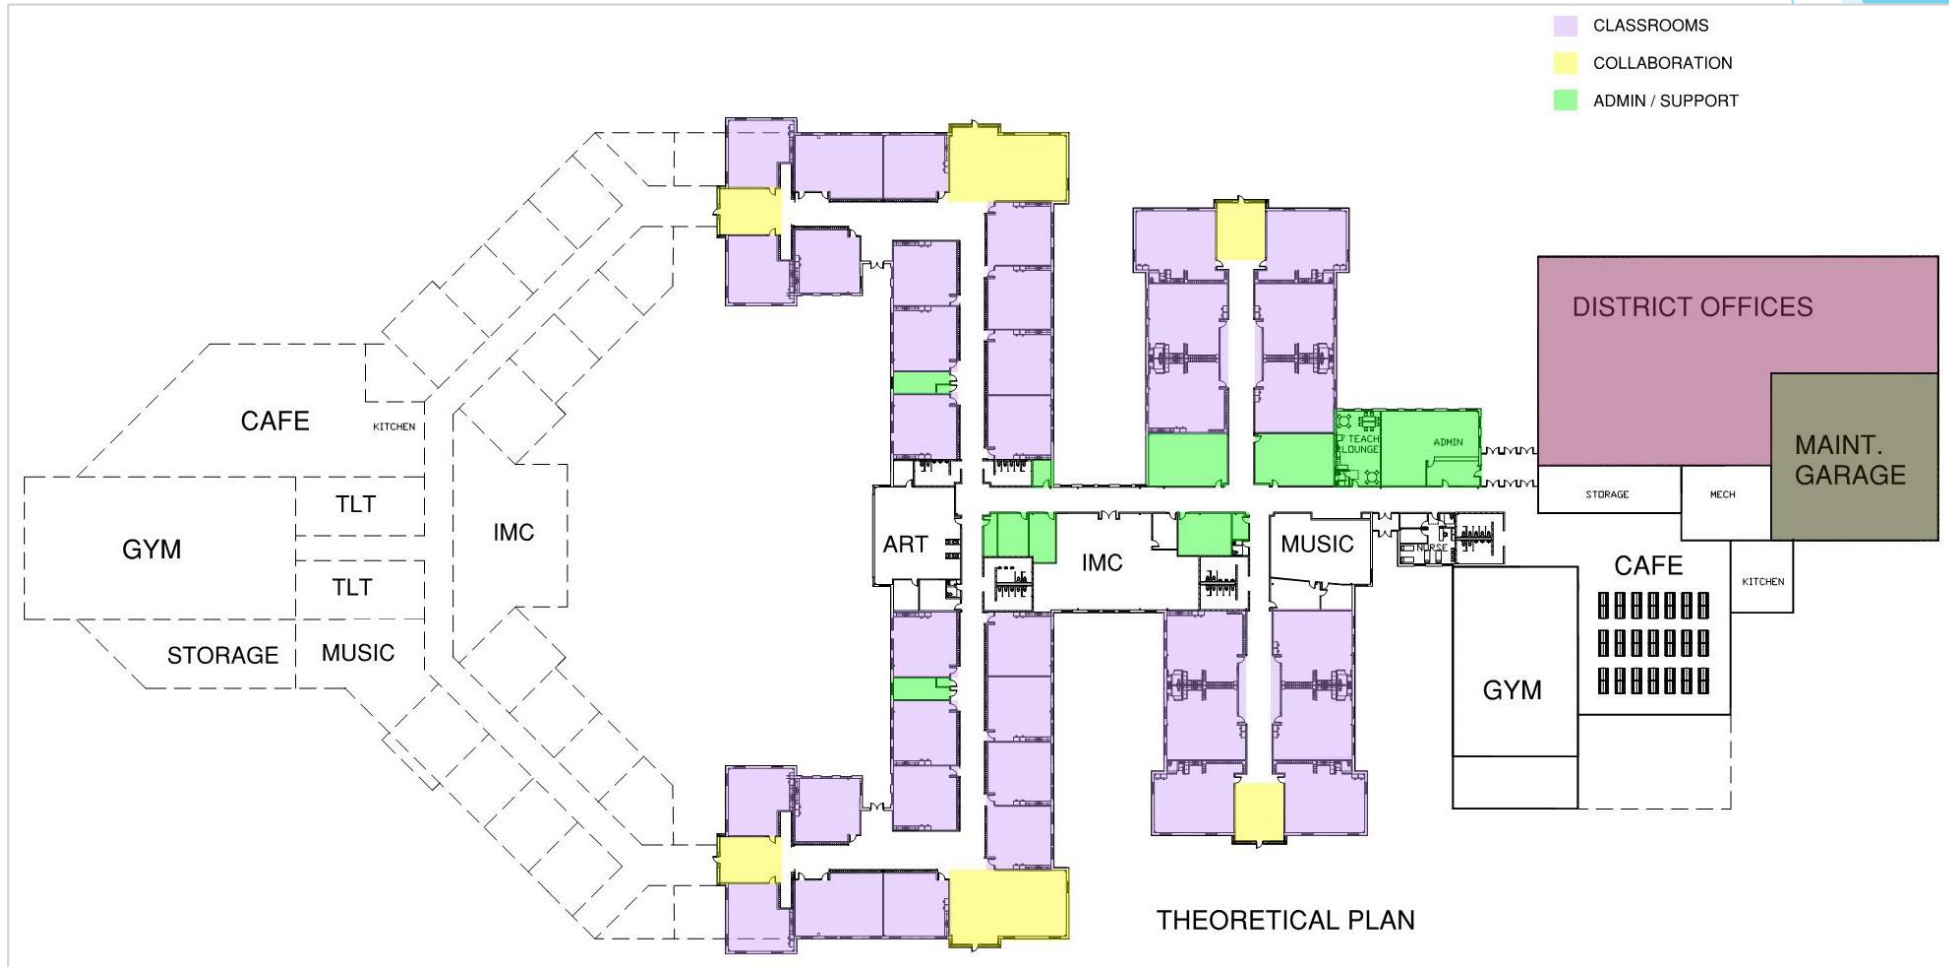 CLASSROOMS
COLLABORATION
ADMIN / SUPPORT
DISTRICT OFFICES
MAINT.
GARAGE
CAFE
KITCHEN
TEACH
LOUNGE
ADMIN
STORAGE
MECH
TLT
GYM
IMC
ART
IMC
MUSIC
NURSE
CAFE
KITCHEN
TLT
STORAGE
MUSIC
GYM
THEORETICAL PLAN